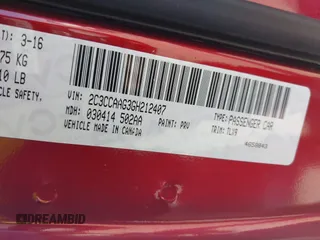 T): 3-16
75 KG
10 LB
HICLE SAFETY.
VIN: 2C3CCAAG3GH212407
TYPE: PASSENGER CAR
MDH: 030414 502AA
PAINT: PRV
TRIM: TLX9
VEHICLE MADE IN CANADA
DREAMBID